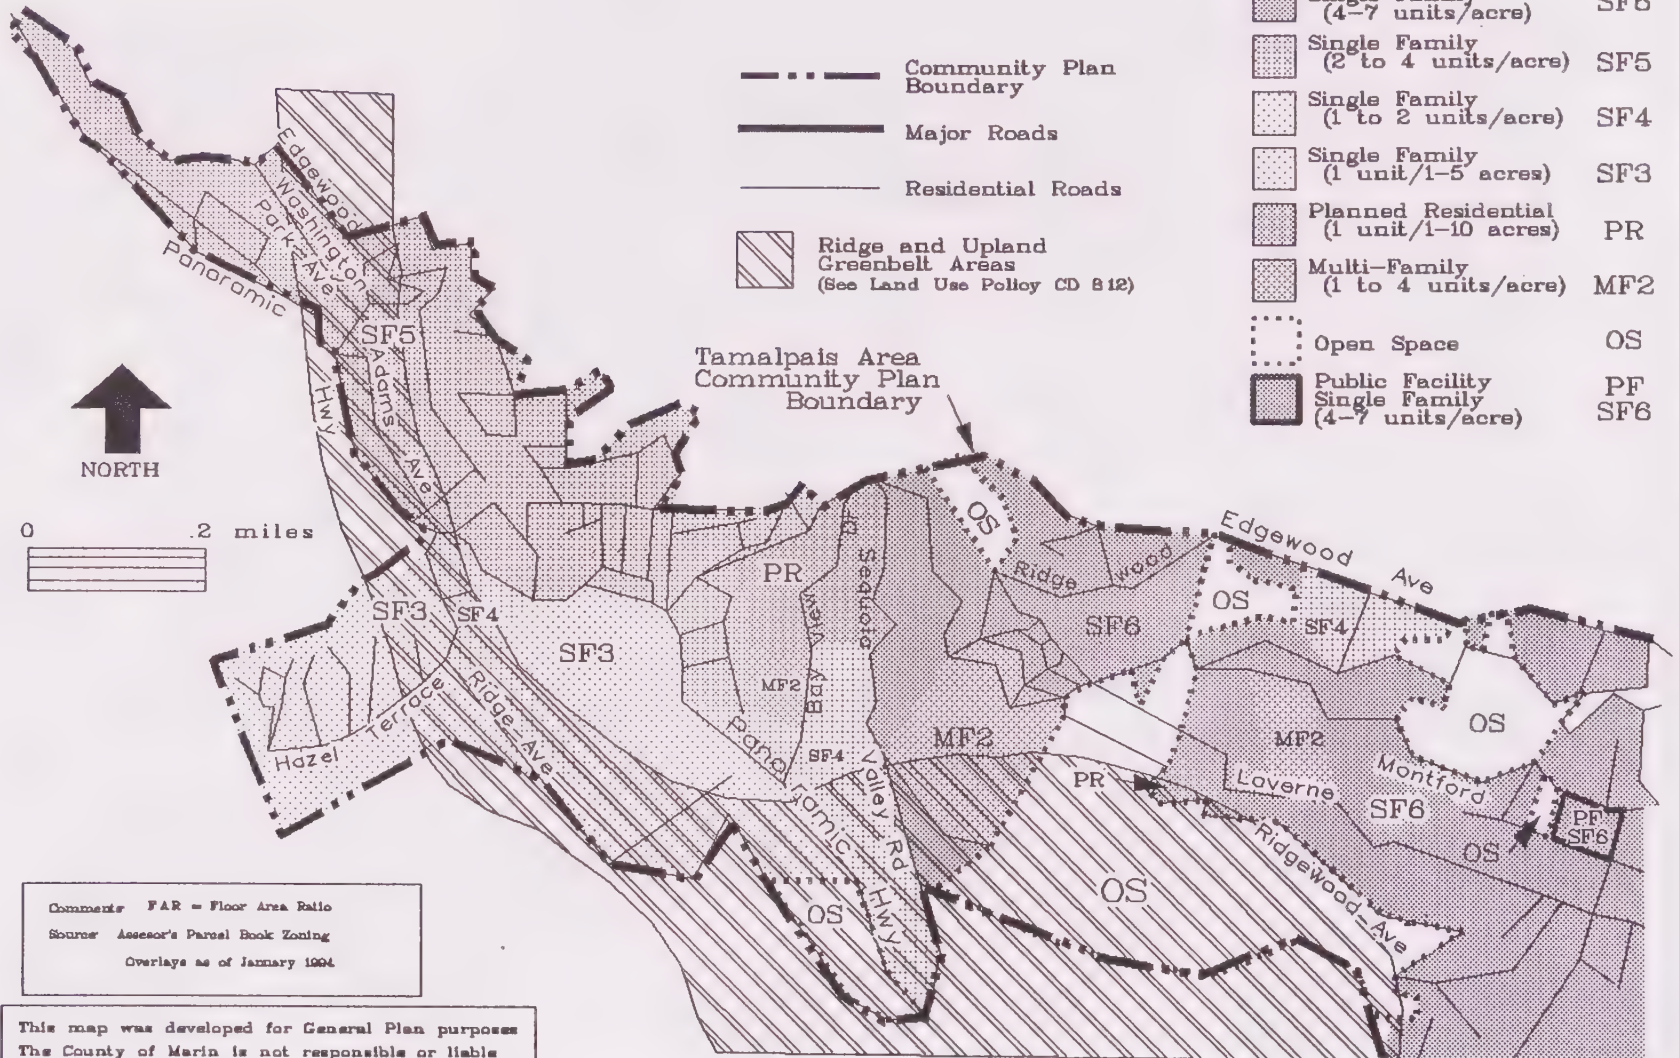 (4-7 units/acre) SF6
Single Family
(2 to 4 units/acre) SF5
Single Family
(1 to 2 units/acre) SF4
Single Family
(1 unit/1-5 acres) SF3
Planned Residential
(1 unit/1-10 acres) PR
Multi-Family
(1 to 4 units/acre) MF2
Open Space OS
Public Facility PF
Single Family
(4-7 units/acre) SF6
Community Plan
Boundary
Major Roads
Residential Roads
Ridge and Upland
Greenbelt Areas
(See Land Use Policy CD 8.12)
Tamalpais Area
Community Plan
Boundary
NORTH
0 .2 miles
Edgewood
Washington
Park Ave
Panoramic
Hwy
SF5
Adams
Ave
SF3
SF4
SF3
Hazel Terrace
Ridge Ave
PR
MF2
Bay View
Dr
Sequoia
Valley Rd
SF4
Panoramic
Hwy
OS
MF2
OS
Ridge wood
SF6
OS
Edgewood Ave
SF4
OS
MF2
Montford
Laverne
SF6
PR
OS
Ridgewood Ave
OS
PF
SF6
Comments FAR = Floor Area Ratio
Source Assesor's Parcel Book Zoning
Overlays as of January 1994
This map was developed for General Plan purposes
The County of Marin is not responsible or liable